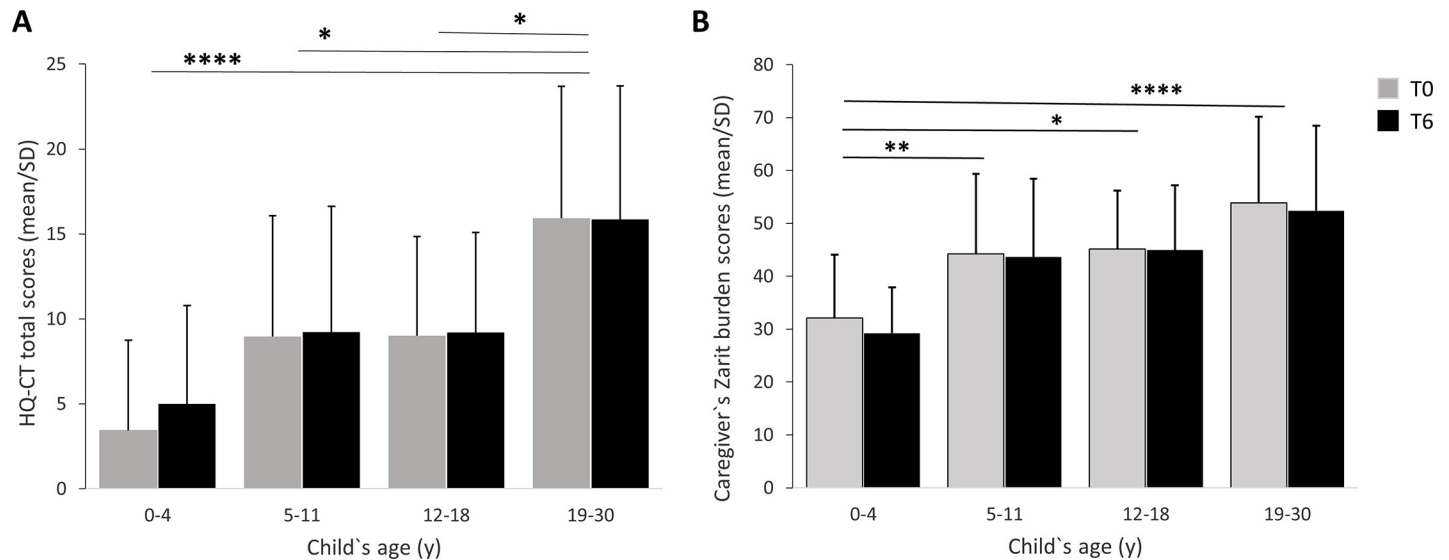 A
*
*
****
25
20
15
10
5
0
HQ-CT total scores (mean/SD)
0-4 5-11 12-18 19-30
Child`s age (y)
B
****
*
**
80
70
60
50
40
30
20
10
0
Caregiver`s Zarit burden scores (mean/SD)
0-4 5-11 12-18 19-30
Child`s age (y)
T0
T6